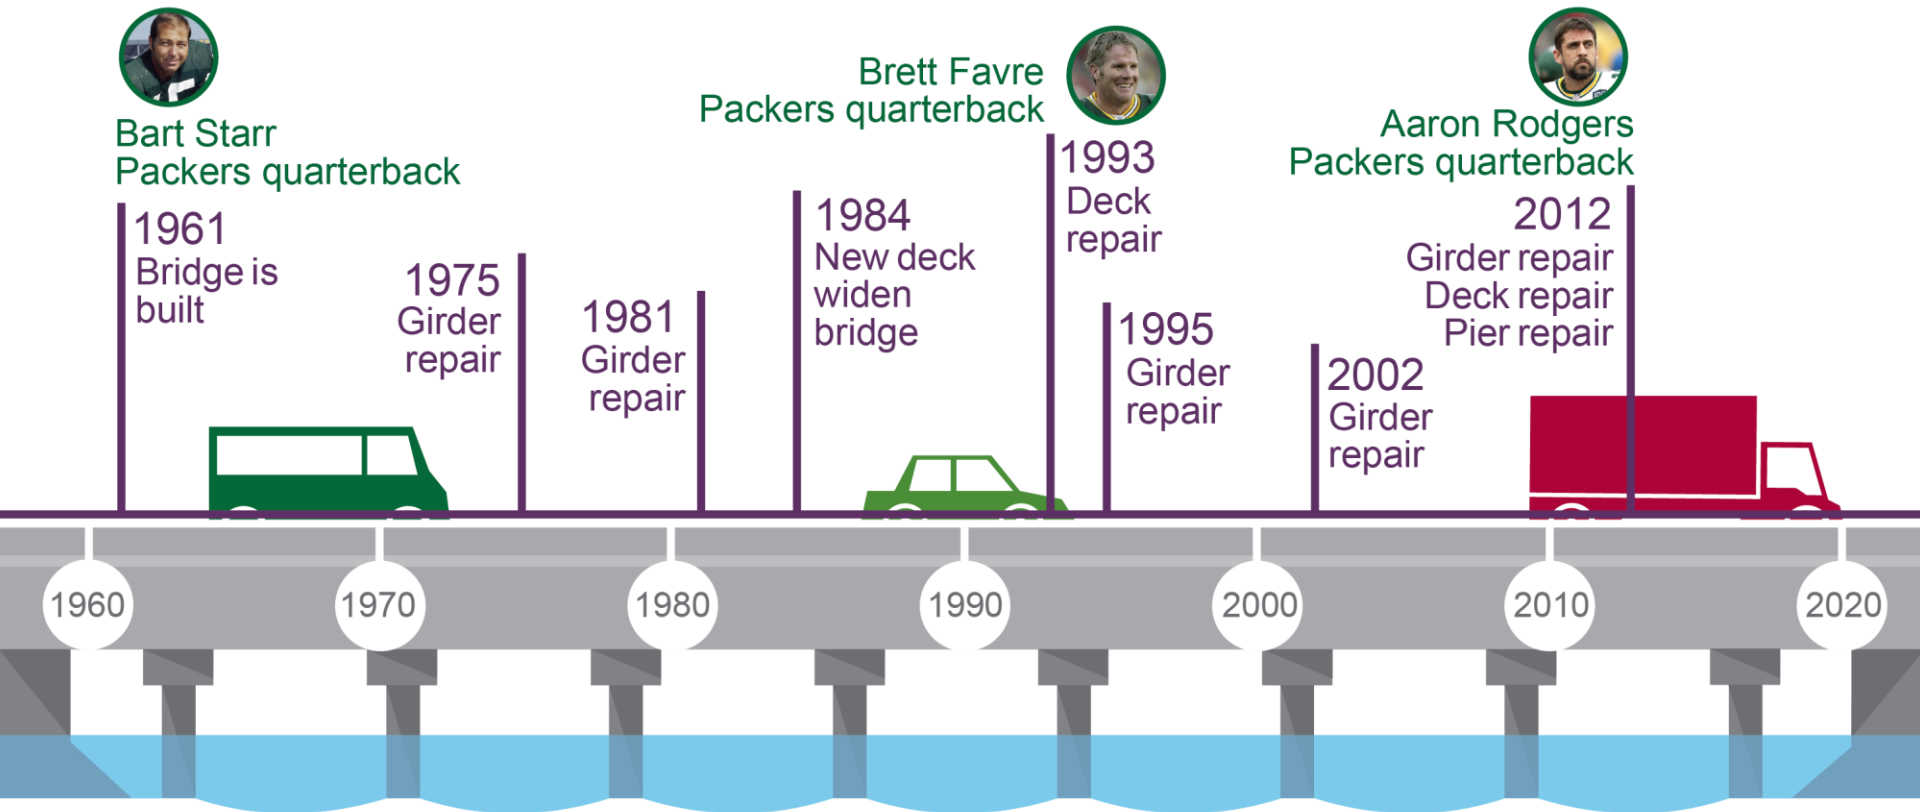 Bart Starr
Packers quarterback
1961
Bridge is
built
1975
Girder
repair
1981
Girder
repair
1984
New deck
widen
bridge
Brett Favre
Packers quarterback
1993
Deck
repair
1995
Girder
repair
2002
Girder
repair
Aaron Rodgers
Packers quarterback
2012
Girder repair
Deck repair
Pier repair
1960
1970
1980
1990
2000
2010
2020